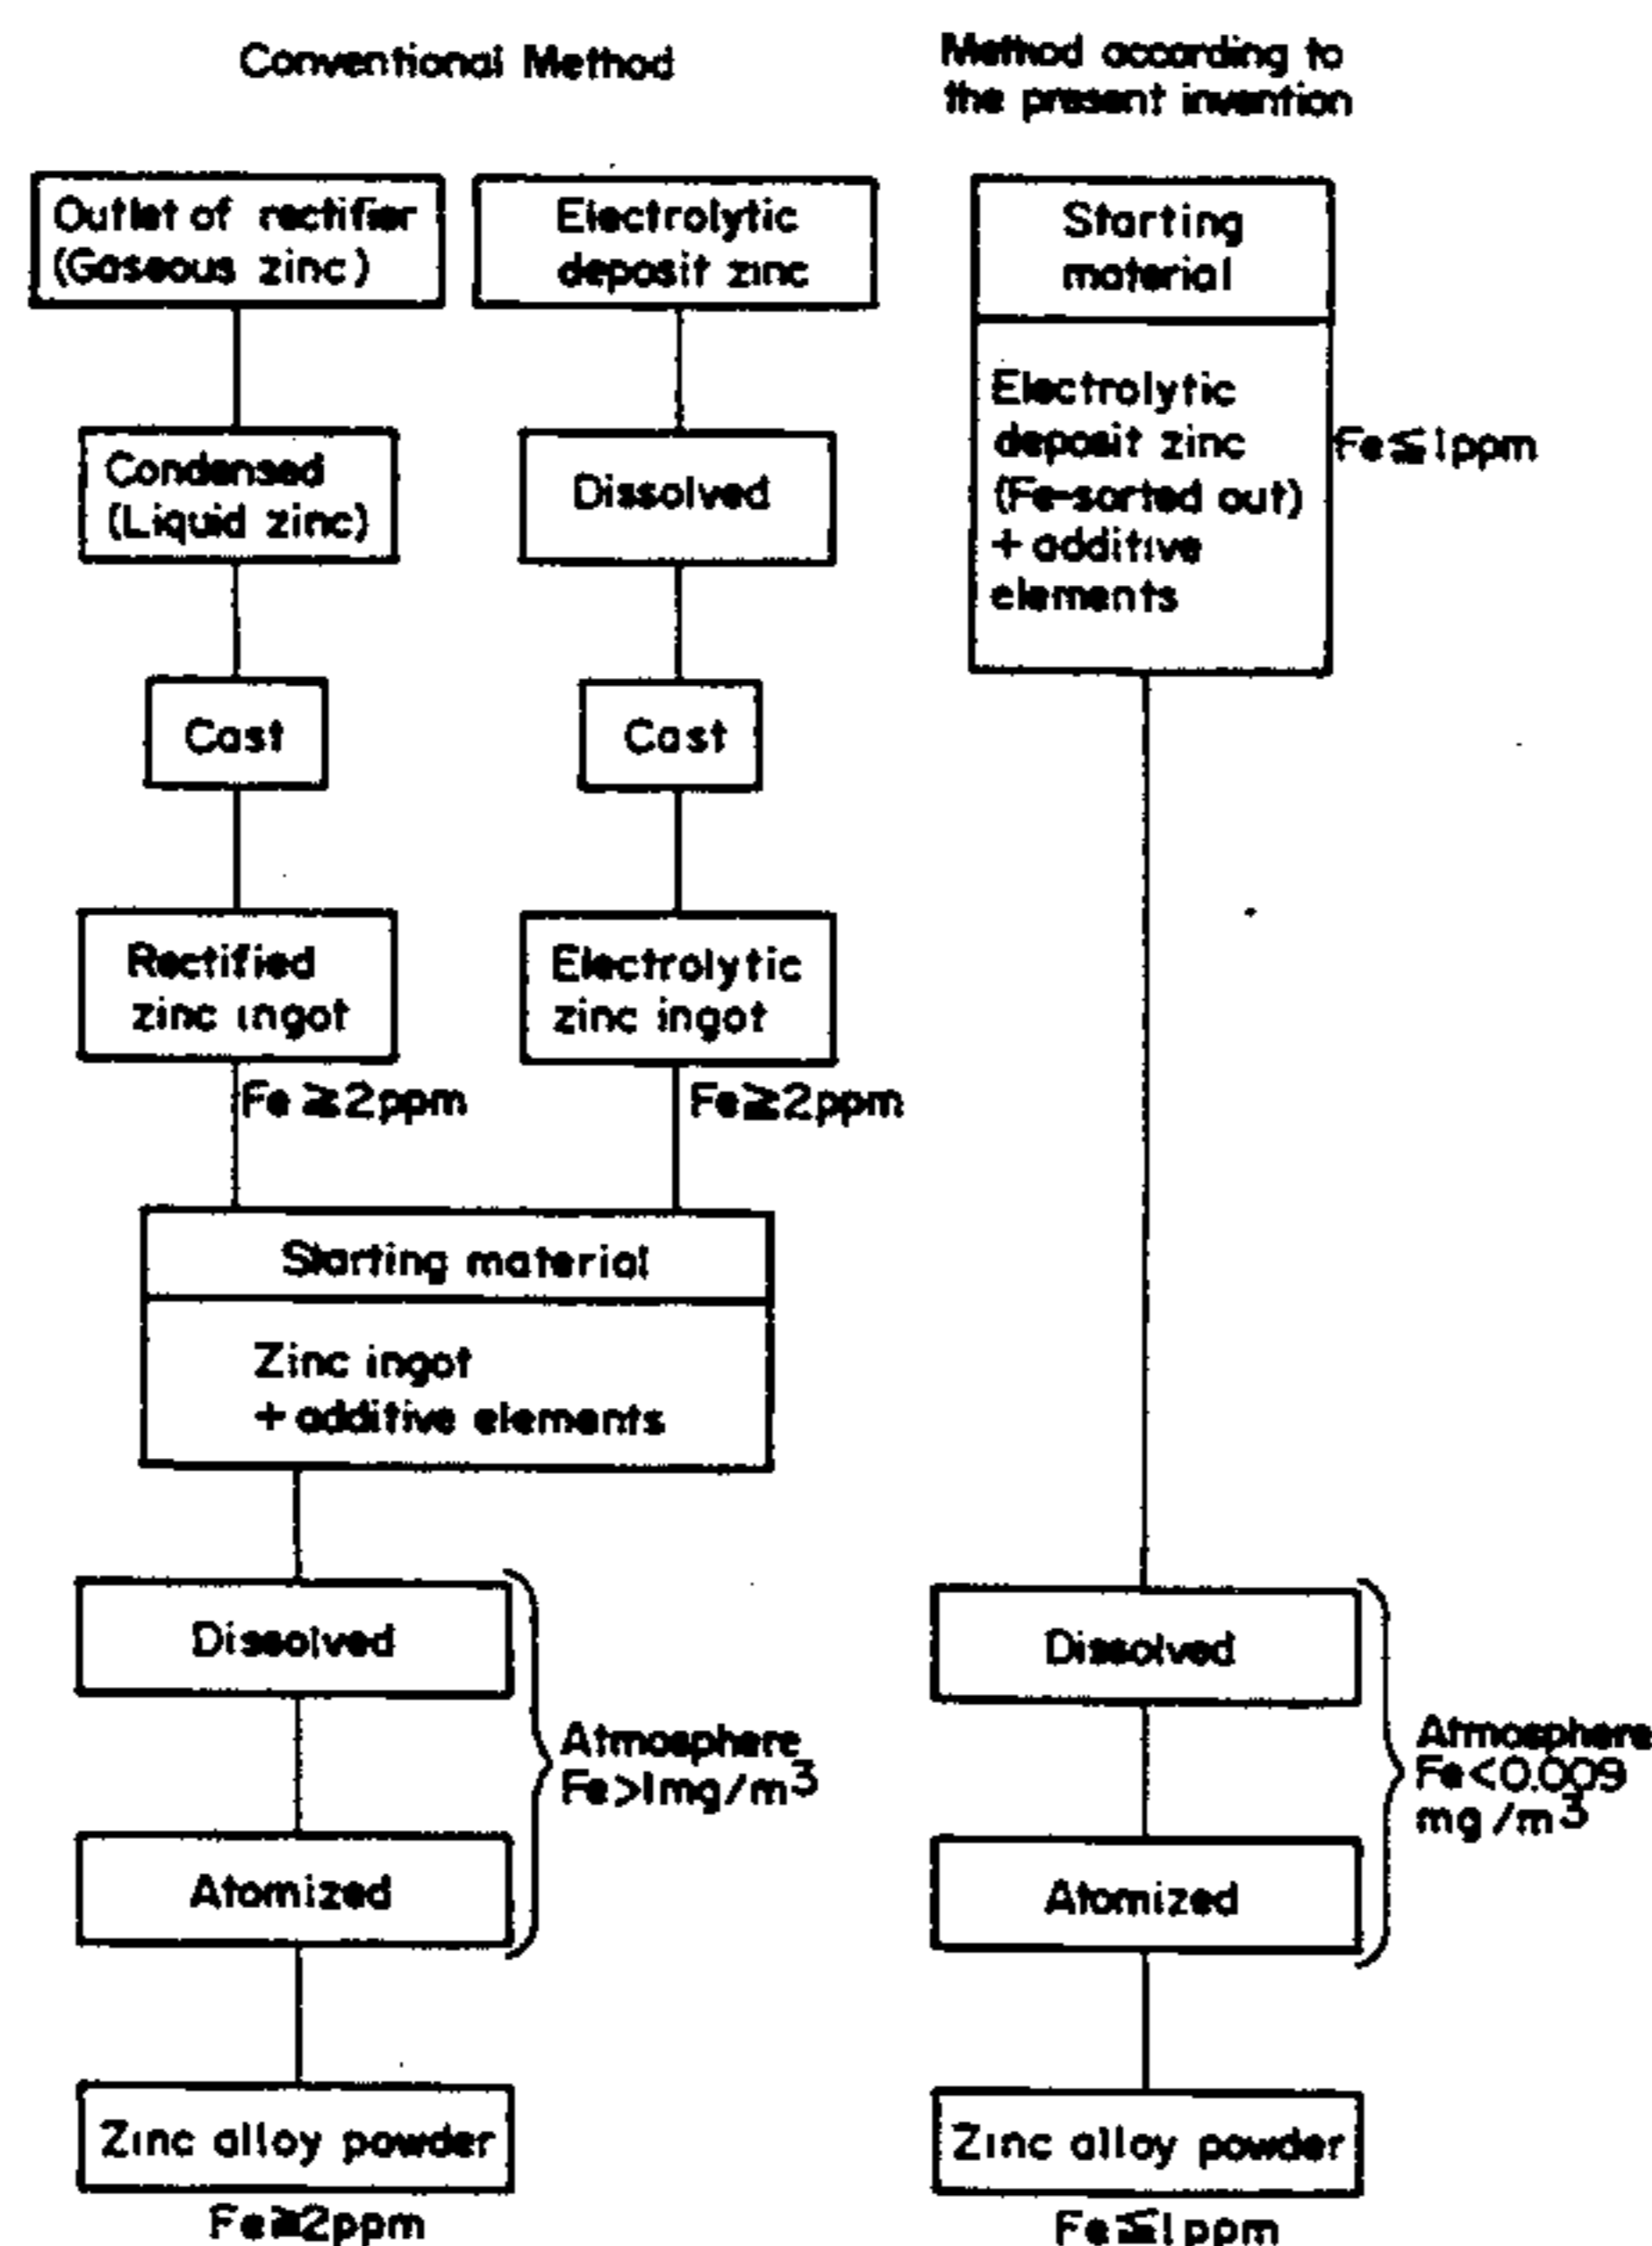 Conventional Method
Outlet of rectifier
(Gaseous zinc)
Electrolytic
deposit zinc
Condensed
(Liquid zinc)
Dissolved
Cast
Cast
Rectified
zinc ingot
Electrolytic
zinc ingot
Fe≧2ppm
Fe≧2ppm
Starting material
Zinc ingot
+ additive elements
Dissolved
Atomized
Atmosphere
Fe>1mg/m³
Zinc alloy powder
Fe≧2ppm
Method according to
the present invention
Starting
material
Electrolytic
deposit zinc
(Fe-sorted out)
+ additive
elements
Fe≦1ppm
Dissolved
Atomized
Atmosphere
Fe<0.009
mg/m³
Zinc alloy powder
Fe≦1ppm